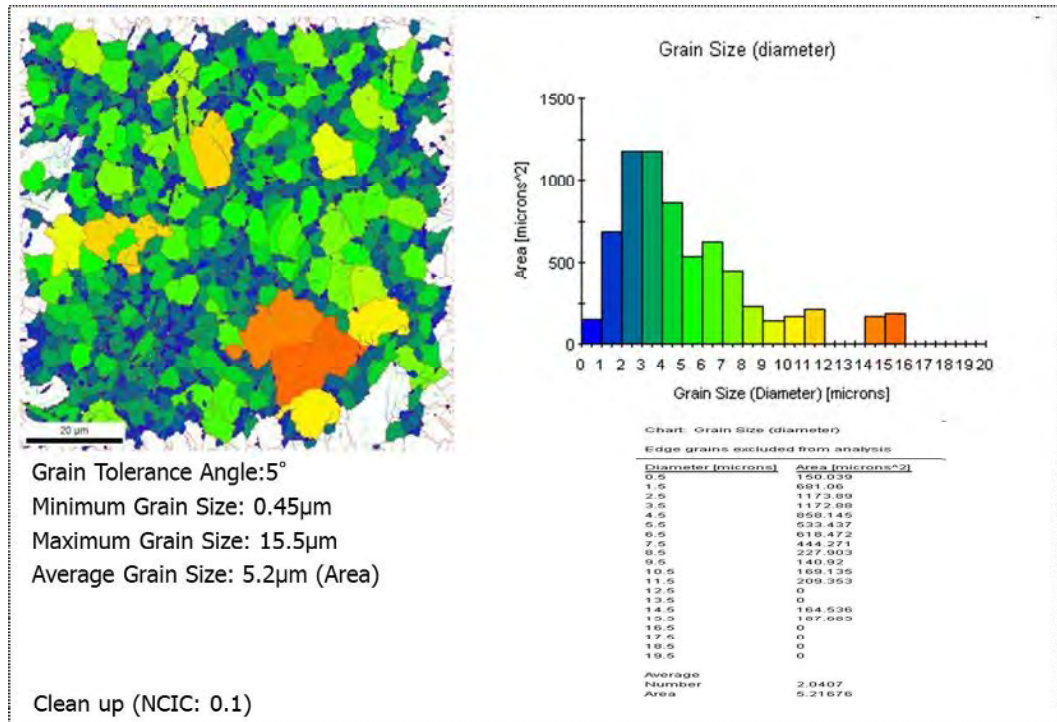 20 µm
Grain Tolerance Angle:5°
Minimum Grain Size: 0.45µm
Maximum Grain Size: 15.5µm
Average Grain Size: 5.2µm (Area)
Clean up (NCIC: 0.1)
Grain Size (diameter)
1500
1000
500
0
Area [microns^2]
0 1 2 3 4 5 6 7 8 9 10 11 12 13 14 15 16 17 18 19 20
Grain Size (Diameter) [microns]
Chart: Grain Size (diameter)
Edge grains excluded from analysis
Diameter [microns] Area [microns^2]
0.5 150.039
1.5 681.06
2.5 1173.89
3.5 1172.88
4.5 858.145
5.5 533.437
6.5 618.472
7.5 444.271
8.5 227.903
9.5 140.92
10.5 169.135
11.5 209.353
12.5 0
13.5 0
14.5 164.536
15.5 187.685
16.5 0
17.5 0
18.5 0
19.5 0
Average
Number 2.0407
Area 5.21676